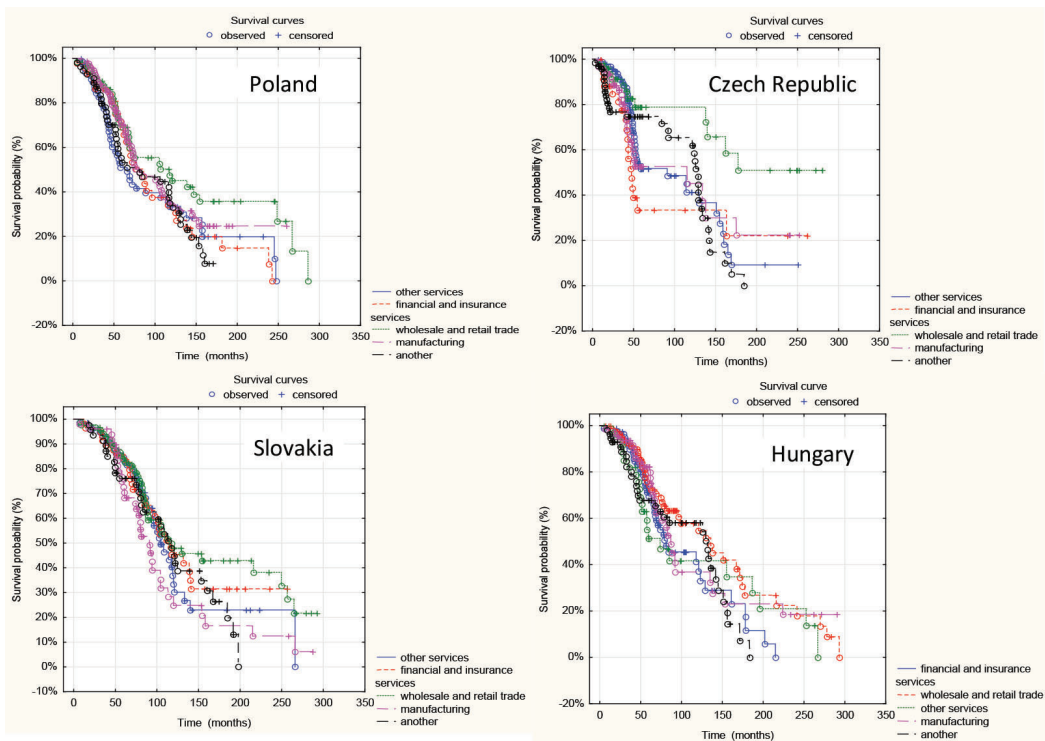 Survival curves
observed censored
Poland
100%
80%
60%
40%
20%
0%
-20%
Survival probability (%)
0 50 100 150 200 250 300 350
Time (months)
other services
financial and insurance
services
wholesale and retail trade
manufacturing
another
Survival curves
observed censored
Czech Republic
100%
80%
60%
40%
20%
0%
-20%
Survival probability (%)
0 50 100 150 200 250 300 350
Time (months)
other services
financial and insurance
services
wholesale and retail trade
manufacturing
another
Survival curves
observed censored
Slovakia
100%
90%
80%
70%
60%
50%
40%
30%
20%
10%
0%
-10%
Survival probability (%)
0 50 100 150 200 250 300 350
Time (months)
other services
financial and insurance
services
wholesale and retail trade
manufacturing
another
Survival curve
observed censored
Hungary
100%
80%
60%
40%
20%
0%
-20%
Survival probability (%)
0 50 100 150 200 250 300 350
Time (months)
financial and insurance
services
wholesale and retail trade
other services
manufacturing
another